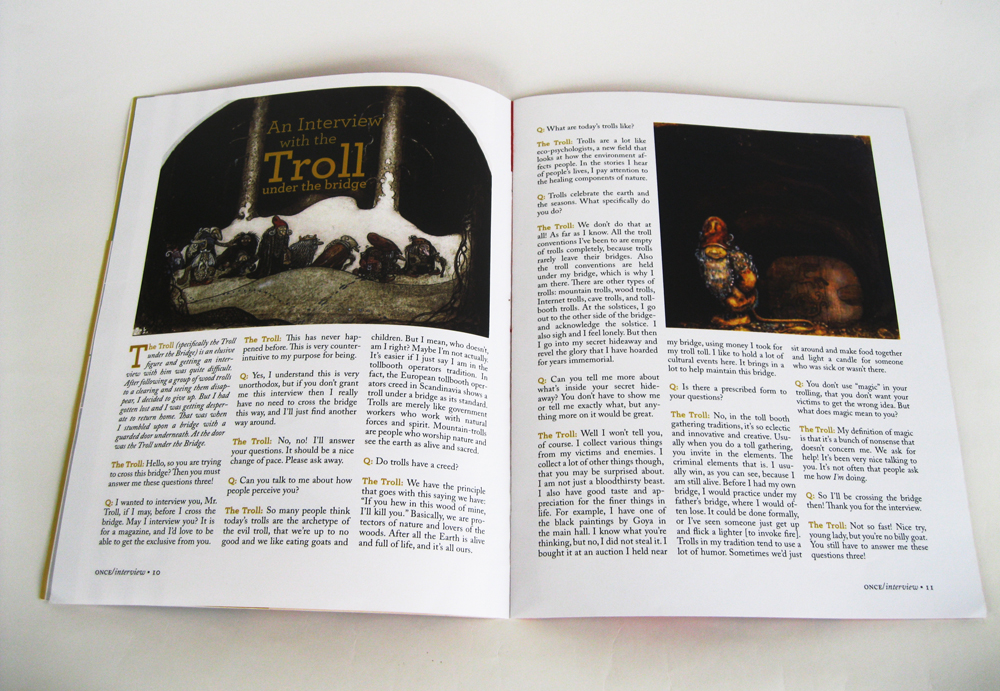 An Interview
with the
Troll
under the bridge
The Troll (specifically the Troll
under the Bridge) is an elusive
figure and getting an inter-
view with him was quite difficult.
After following a group of wood trolls
to a clearing and seeing them disap-
pear, I decided to give up. But I had
gotten lost and I was getting desper-
ate to return home. That was when
I stumbled upon a bridge with a
guarded door underneath. At the door
was the Troll under the Bridge.
The Troll: Hello, so you are trying
to cross this bridge? Then you must
answer me these questions three!
Q: I wanted to interview you, Mr.
Troll, if I may, before I cross the
bridge. May I interview you? It is
for a magazine, and I'd love to be
able to get the exclusive from you.
The Troll: This has never hap-
pened before. This is very counter-
intuitive to my purpose for being.
Q: Yes, I understand this is very
unorthodox, but if you don't grant
me this interview then I really
have no need to cross the bridge
this way, and I'll just find another
way around.
The Troll: No, no! I'll answer
your questions. It should be a nice
change of pace. Please ask away.
Q: Can you talk to me about how
people perceive you?
The Troll: So many people think
today's trolls are the archetype of
the evil troll, that we're up to no
good and we like eating goats and
children. But I mean, who doesn't,
am I right? Maybe I'm not actually.
It's easier if I just say I am in the
tollbooth operators tradition. In
fact, the European tollbooth oper-
ators creed in Scandinavia shows a
troll under a bridge as its standard.
Trolls are merely like government
workers who work with natural
forces and spirit. Mountain-trolls
are people who worship nature and
see the earth as alive and sacred.
Q: Do trolls have a creed?
The Troll: We have the principle
that goes with this saying we have:
"If you hew in this wood of mine,
I'll kill you." Basically, we are pro-
tectors of nature and lovers of the
woods. After all the Earth is alive
and full of life, and it's all ours.
ONCE/interview • 10
Q: What are today's trolls like?
The Troll: Trolls are a lot like
eco-psychologists, a new field that
looks at how the environment af-
fects people. In the stories I hear
of people's lives, I pay attention to
the healing components of nature.
Q: Trolls celebrate the earth and
the seasons. What specifically do
you do?
The Troll: We don't do that at
all! As far as I know. All the troll
conventions I've been to are empty
of trolls completely, because trolls
rarely leave their bridges. Also
the troll conventions are held
under my bridge, which is why I
am there. There are other types of
trolls: mountain trolls, wood trolls,
Internet trolls, cave trolls, and toll-
booth trolls. At the solstices, I go
out to the other side of the bridge-
and acknowledge the solstice. I
also sigh and I feel lonely. But then
I go into my secret hideaway and
revel the glory that I have hoarded
for years immemorial.
Q: Can you tell me more about
what's inside your secret hide-
away? You don't have to show me
or tell me exactly what, but any-
thing more on it would be great.
The Troll: Well I won't tell you,
of course. I collect various things
from my victims and enemies. I
collect a lot of other things though,
that you may be surprised about.
I am not just a bloodthirsty beast.
I also have good taste and ap-
preciation for the finer things in
life. For example, I have one of
the black paintings by Goya in
the main hall. I know what you're
thinking, but no, I did not steal it. I
bought it at an auction I held near
my bridge, using money I took for
my troll toll. I like to hold a lot of
cultural events here. It brings in a
lot to help maintain this bridge.
Q: Is there a prescribed form to
your questions?
The Troll: No, in the toll booth
gathering traditions, it's so eclectic
and innovative and creative. Usu-
ally when you do a toll gathering,
you invite in the elements. The
criminal elements that is. I usu-
ally win, as you can see, because I
am still alive. Before I had my own
bridge, I would practice under my
father's bridge, where I would of-
ten lose. It could be done formally,
or I've seen someone just get up
and flick a lighter [to invoke fire].
Trolls in my tradition tend to use a
lot of humor. Sometimes we'd just
sit around and make food together
and light a candle for someone
who was sick or wasn't there.
Q: You don't use "magic" in your
trolling, that you don't want your
victims to get the wrong idea. But
what does magic mean to you?
The Troll: My definition of magic
is that it's a bunch of nonsense that
doesn't concern me. We ask for
help! It's been very nice talking to
you. It's not often that people ask
me how I'm doing.
Q: So I'll be crossing the bridge
then! Thank you for the interview.
The Troll: Not so fast! Nice try,
young lady, but you're no billy goat.
You still have to answer me these
questions three!
ONCE/interview • 11